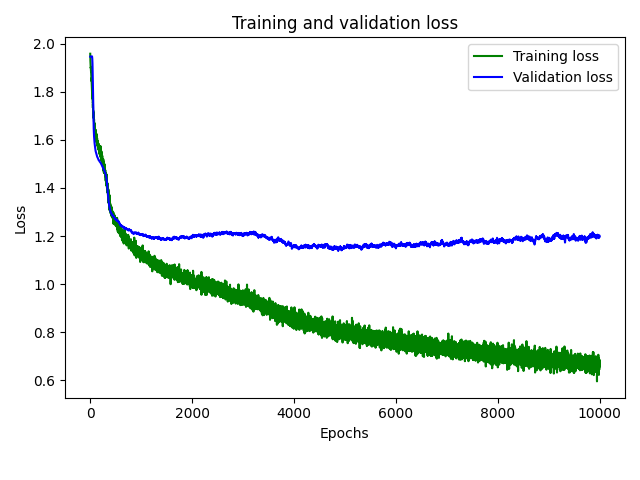 Training and validation loss
Training loss
Validation loss
2.0
1.8
1.6
1.4
1.2
1.0
0.8
0.6
Loss
0 2000 4000 6000 8000 10000
Epochs